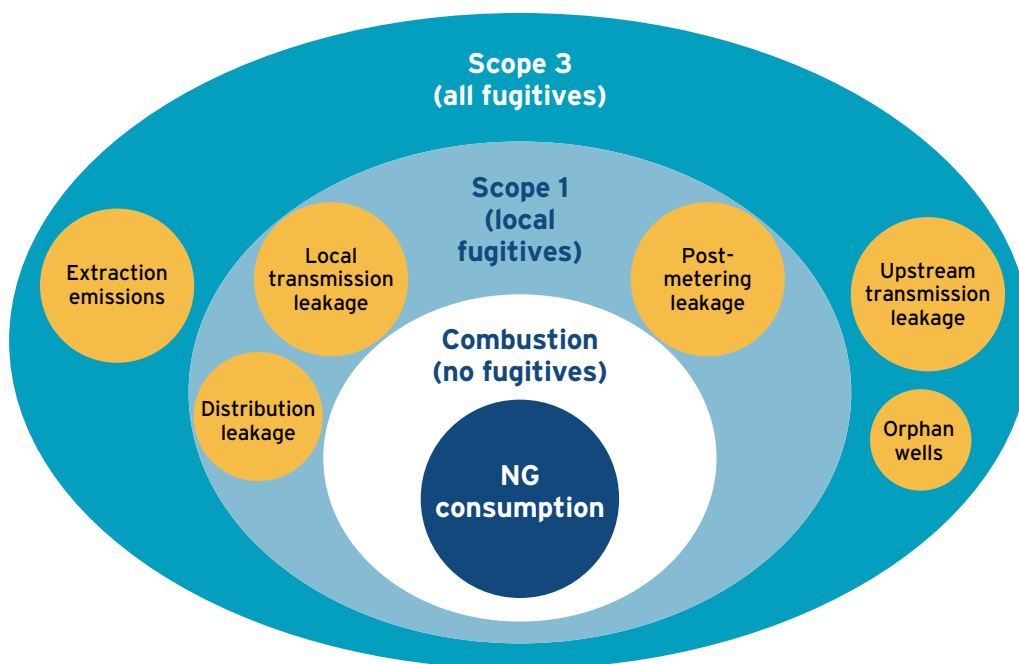 Scope 3
(all fugitives)
Scope 1
(local
fugitives)
Extraction
emissions
Local
transmission
leakage
Post-
metering
leakage
Upstream
transmission
leakage
Combustion
(no fugitives)
Distribution
leakage
Orphan
wells
NG
consumption